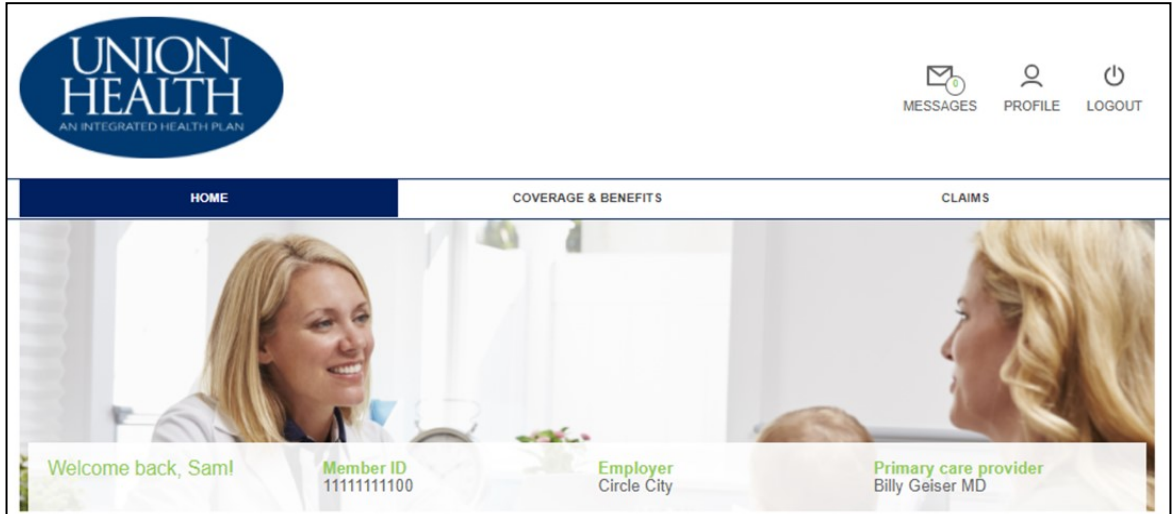 UNION
HEALTH
AN INTEGRATED HEALTH PLAN
0
MESSAGES PROFILE LOGOUT
HOME COVERAGE & BENEFITS CLAIMS
Welcome back, Sam! Member ID Employer Primary care provider
11111111100 Circle City Billy Geiser MD